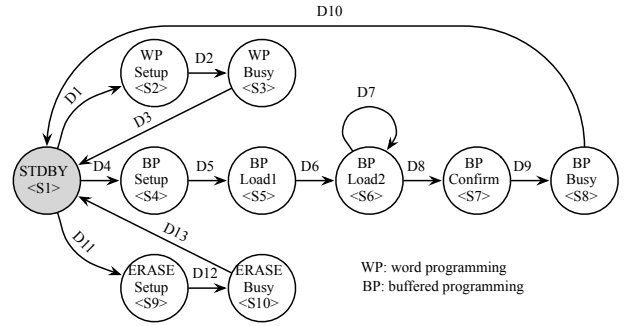 D10
WP
Setup
<S2>
D2
WP
Busy
<S3>
D1
D3
D7
STDBY
<S1>
D4
BP
Setup
<S4>
D5
BP
Load1
<S5>
D6
BP
Load2
<S6>
D8
BP
Confirm
<S7>
D9
BP
Busy
<S8>
D11
D13
ERASE
Setup
<S9>
D12
ERASE
Busy
<S10>
WP: word programming
BP: buffered programming